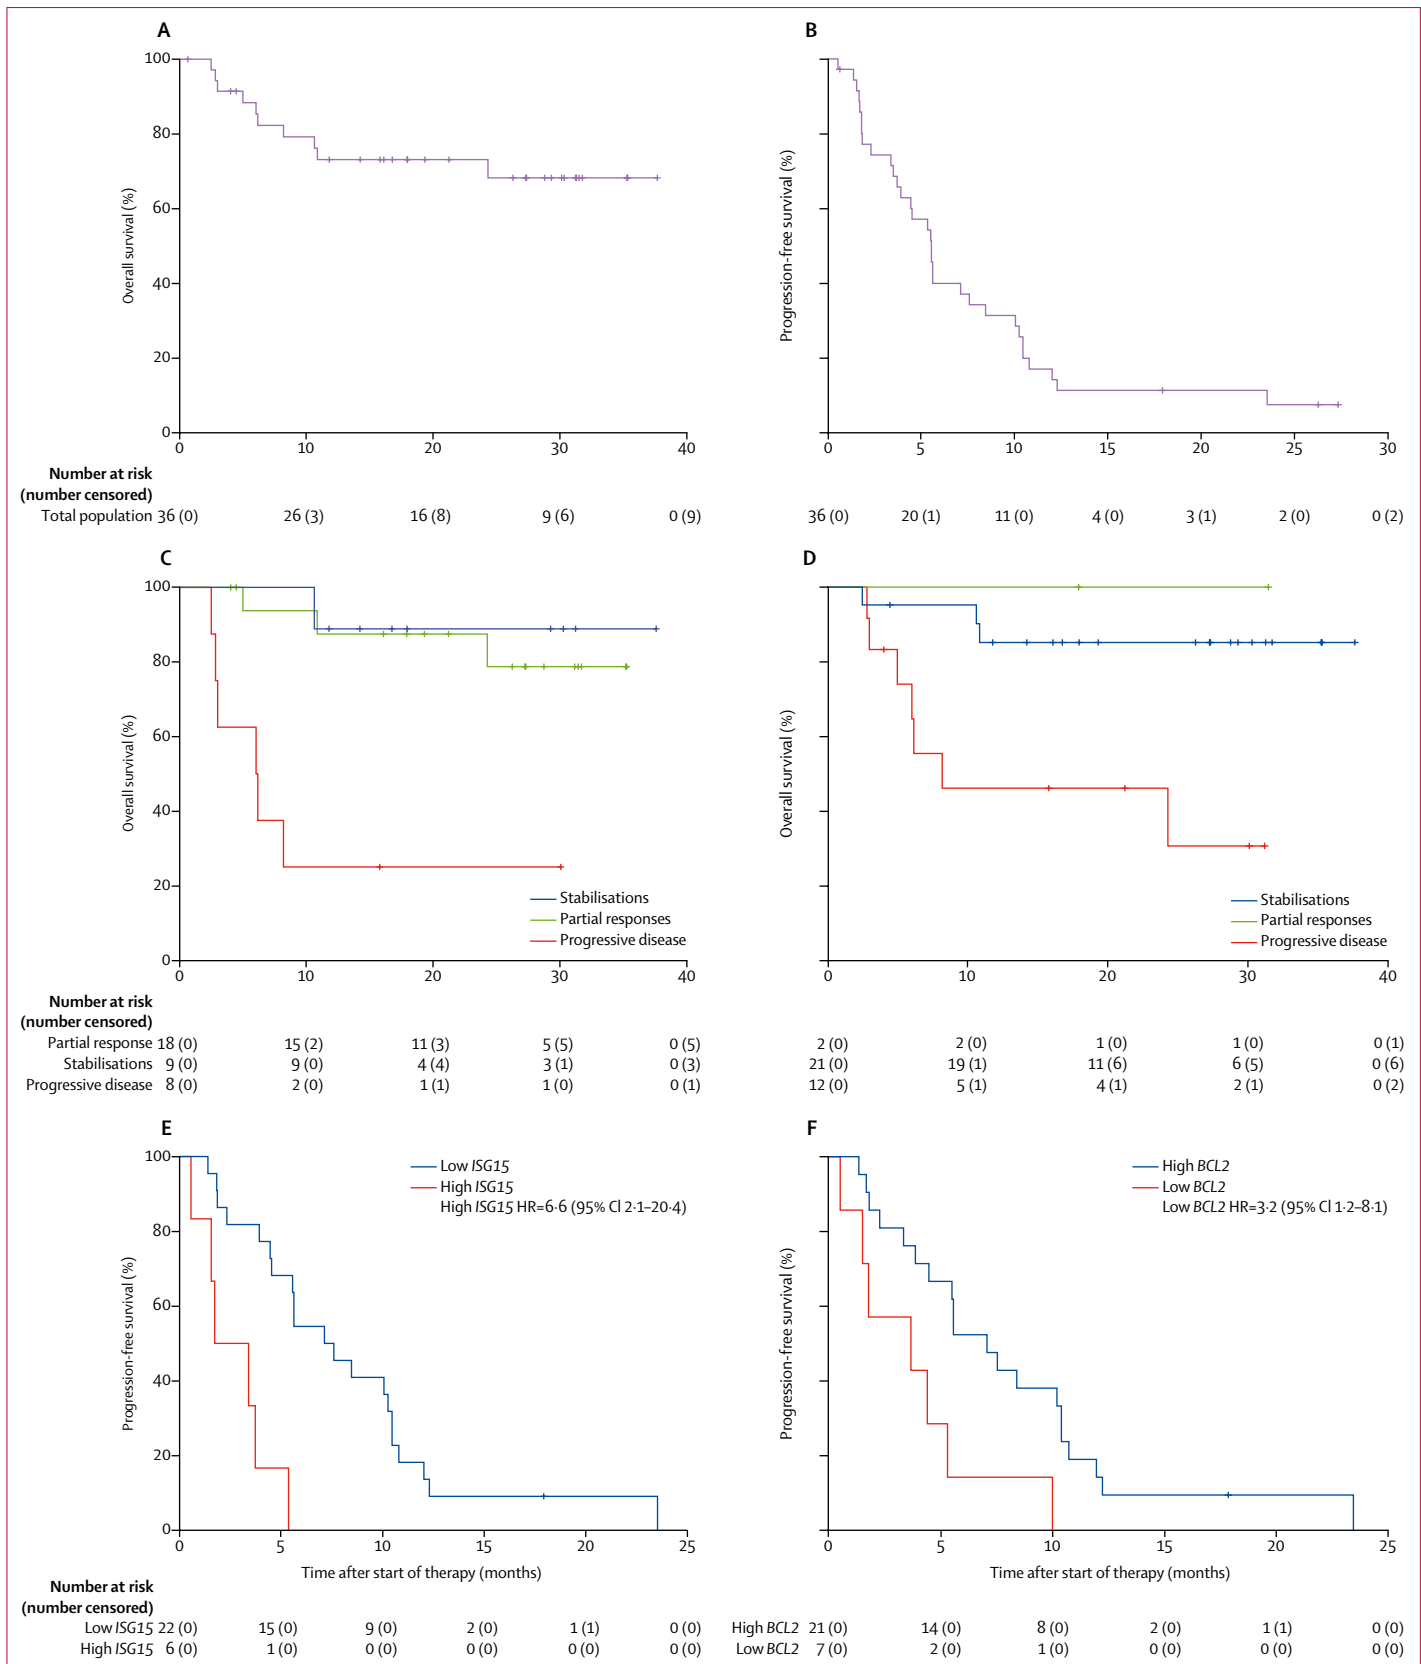 A
B
100
80
60
40
20
0
Overall survival (%)
0 10 20 30 40
Progression-free survival (%)
0 5 10 15 20 25 30
Number at risk
(number censored)
Total population 36 (0) 26 (3) 16 (8) 9 (6) 0 (9)
36 (0) 20 (1) 11 (0) 4 (0) 3 (1) 2 (0) 0 (2)
C
D
100
80
60
40
20
0
Overall survival (%)
Stabilisations
Partial responses
Progressive disease
0 10 20 30 40
Overall survival (%)
Stabilisations
Partial responses
Progressive disease
0 10 20 30 40
Number at risk
(number censored)
Partial response 18 (0) 15 (2) 11 (3) 5 (5) 0 (5)
Stabilisations 9 (0) 9 (0) 4 (4) 3 (1) 0 (3)
Progressive disease 8 (0) 2 (0) 1 (1) 1 (0) 0 (1)
2 (0) 2 (0) 1 (0) 1 (0) 0 (1)
21 (0) 19 (1) 11 (6) 6 (5) 0 (6)
12 (0) 5 (1) 4 (1) 2 (1) 0 (2)
E
F
100
80
60
40
20
0
Progression-free survival (%)
Low ISG15
High ISG15
High ISG15 HR=6·6 (95% CI 2·1–20·4)
0 5 10 15 20 25
Time after start of therapy (months)
Progression-free survival (%)
High BCL2
Low BCL2
Low BCL2 HR=3·2 (95% CI 1·2–8·1)
0 5 10 15 20 25
Time after start of therapy (months)
Number at risk
(number censored)
Low ISG15 22 (0) 15 (0) 9 (0) 2 (0) 1 (1) 0 (0)
High ISG15 6 (0) 1 (0) 0 (0) 0 (0) 0 (0) 0 (0)
High BCL2 21 (0) 14 (0) 8 (0) 2 (0) 1 (1) 0 (0)
Low BCL2 7 (0) 2 (0) 1 (0) 0 (0) 0 (0) 0 (0)